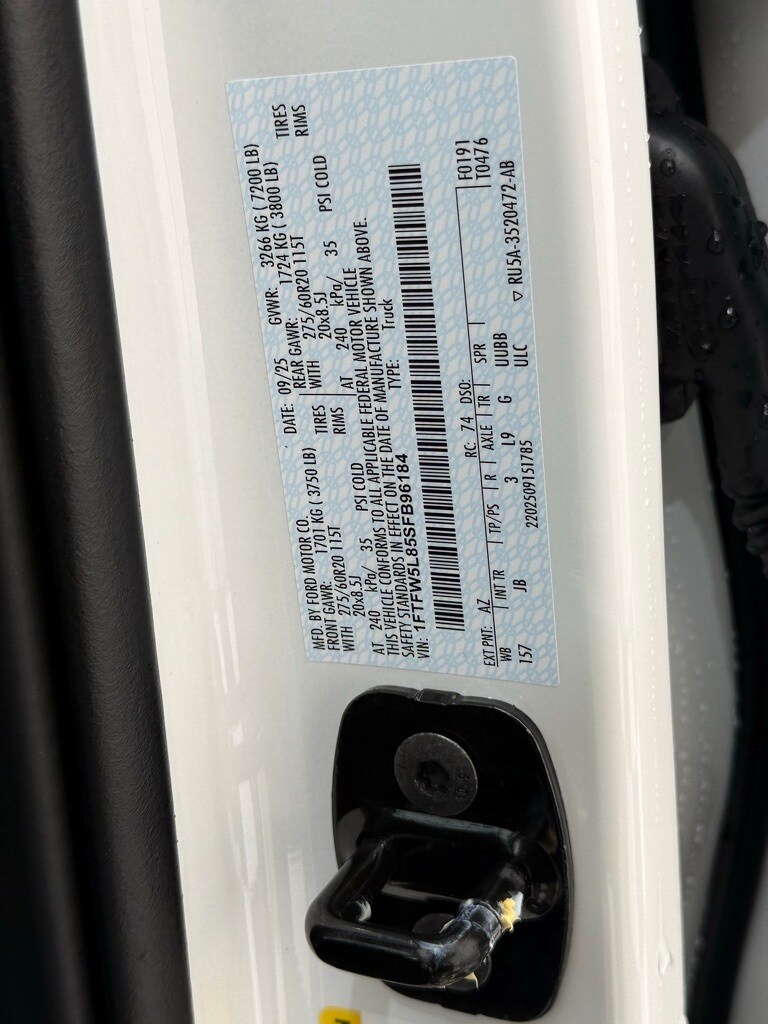 MFD. BY FORD MOTOR CO.
DATE: 09/25
GVWR: 3266 KG ( 7200 LB)
FRONT GAWR: 1701 KG ( 3750 LB)
REAR GAWR: 1724 KG ( 3800 LB)
WITH 275/60R20 115T TIRES
WITH 275/60R20 115T TIRES
20x8.5J RIMS
20x8.5J RIMS
AT 240 kPa/ 35 PSI COLD
AT 240 kPa/ 35 PSI COLD
THIS VEHICLE CONFORMS TO ALL APPLICABLE FEDERAL MOTOR VEHICLE
SAFETY STANDARDS IN EFFECT ON THE DATE OF MANUFACTURE SHOWN ABOVE.
VIN: 1FTFW5L85SFB96184
TYPE: Truck
EXT PNT: AZ RC: 74 DSO: F0191
WB INT TR TP/PS R AXLE TR SPR T0476
157 JB 3 L9 G UUBB
2202509151785 ULC
▽ RU5A-3520472-AB